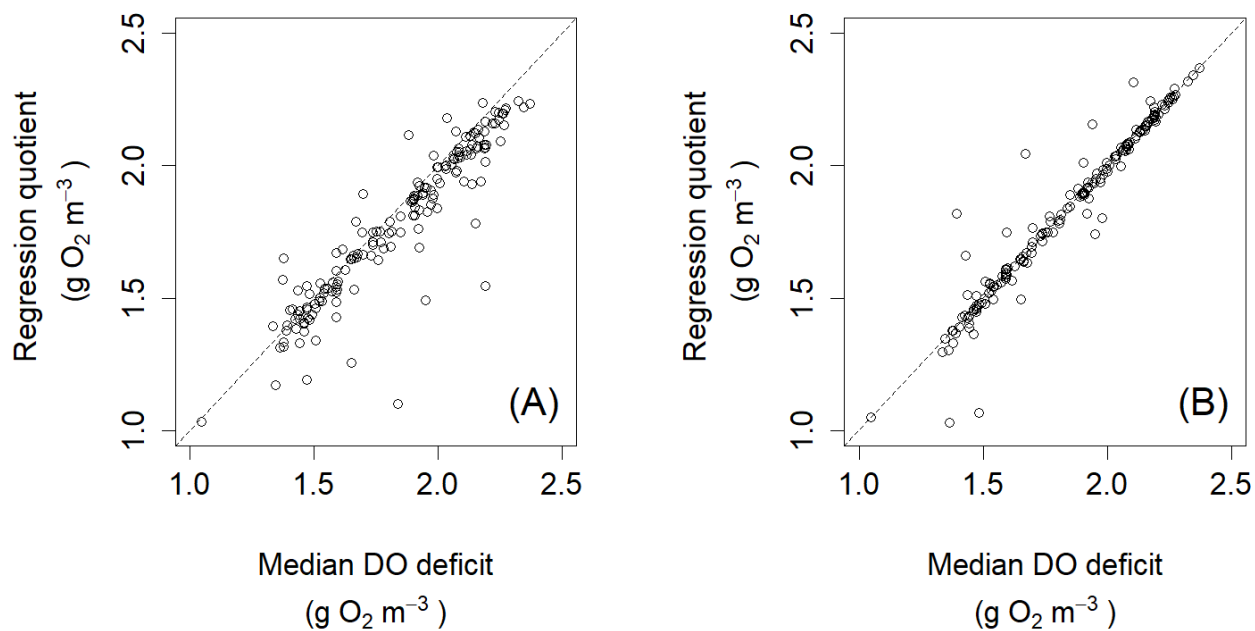 Regression quotient
(g O₂ m⁻³ )
2.5
2.0
1.5
1.0
(A)
1.0 1.5 2.0 2.5
Median DO deficit
(g O₂ m⁻³ )
Regression quotient
(g O₂ m⁻³ )
2.5
2.0
1.5
1.0
(B)
1.0 1.5 2.0 2.5
Median DO deficit
(g O₂ m⁻³ )